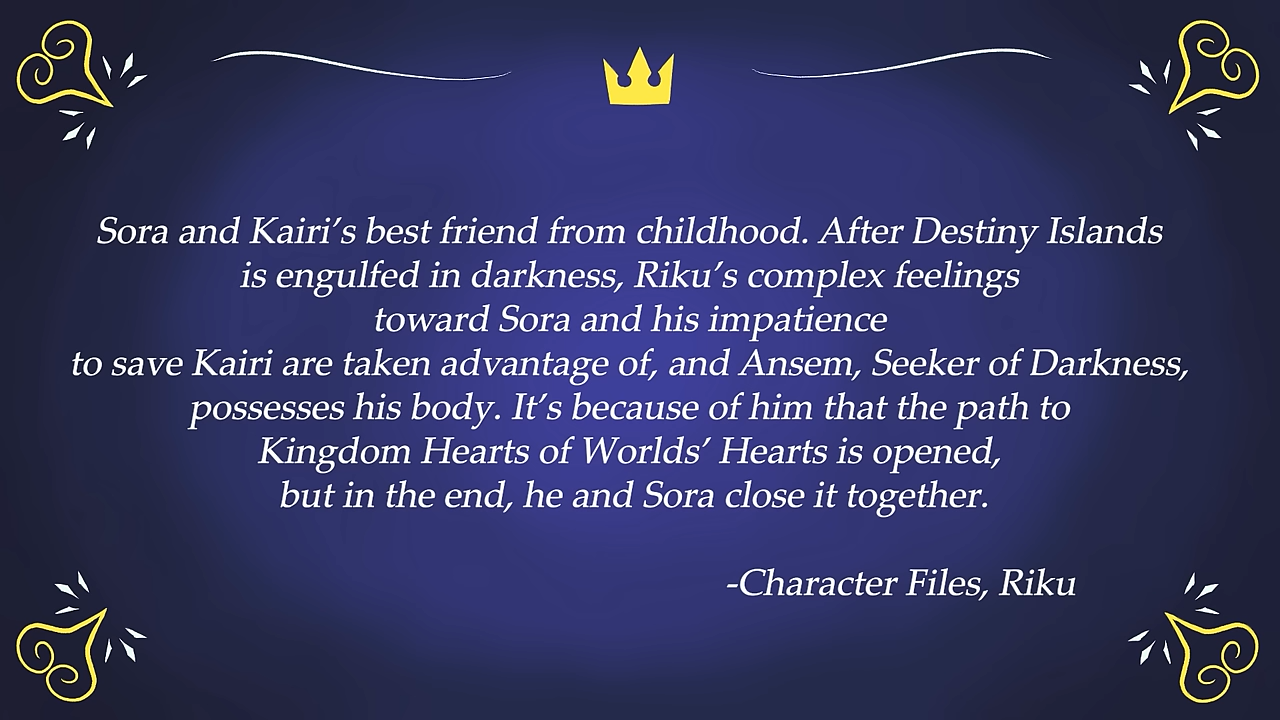 Sora and Kairi’s best friend from childhood. After Destiny Islands
is engulfed in darkness, Riku’s complex feelings
toward Sora and his impatience
to save Kairi are taken advantage of, and Ansem, Seeker of Darkness,
possesses his body. It’s because of him that the path to
Kingdom Hearts of Worlds’ Hearts is opened,
but in the end, he and Sora close it together.
-Character Files, Riku